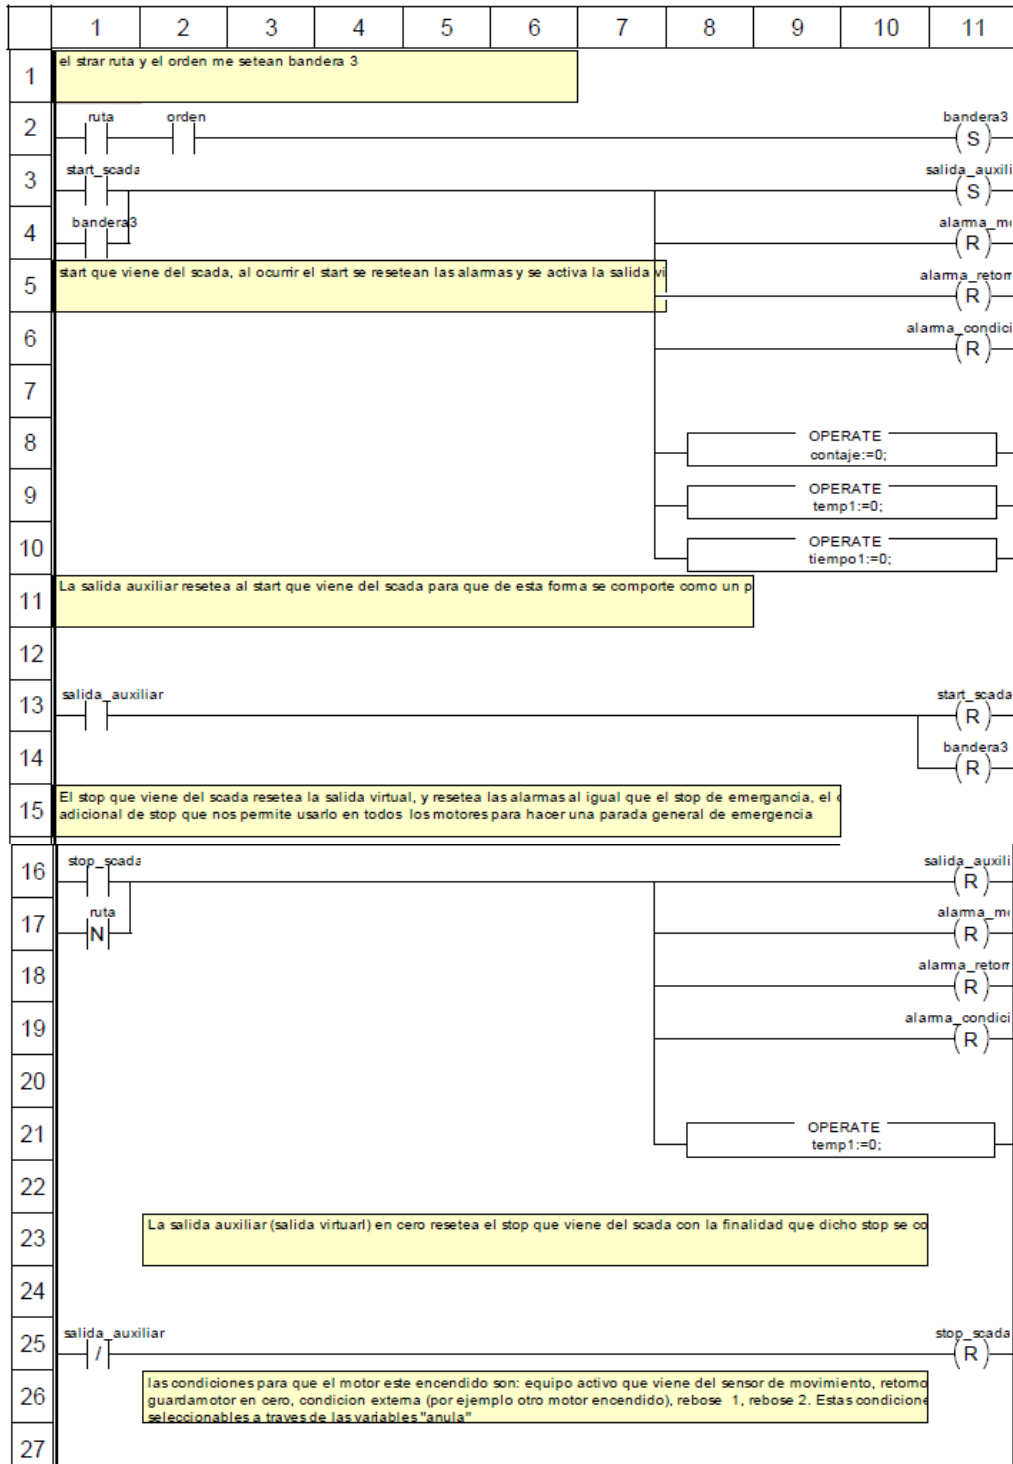 1 2 3 4 5 6 7 8 9 10 11
1
el strar ruta y el orden me setean bandera 3
2
ruta orden bandera3
S
3
start_scada salida_auxili
S
4
bandera3 alarma_m
R
5
start que viene del scada, al ocurrir el start se resetean las alarmas y se activa la salida vi
alarma_retor
R
6
alarma_condici
R
7
8
OPERATE
contaje:=0;
9
OPERATE
temp1:=0;
10
OPERATE
tiempo1:=0;
11
La salida auxiliar resetea al start que viene del scada para que de esta forma se comporte como un p
12
13
salida_auxiliar start_scada
R
14
bandera3
R
15
El stop que viene del scada resetea la salida virtual, y resetea las alarmas al igual que el stop de emergancia, el
adicional de stop que nos permite usarlo en todos los motores para hacer una parada general de emergencia
16
stop_scada salida_auxili
R
17
ruta alarma_m
N R
18
alarma_retor
R
19
alarma_condici
R
20
21
OPERATE
temp1:=0;
22
23
La salida auxiliar (salida virtuarl) en cero resetea el stop que viene del scada con la finalidad que dicho stop se co
24
25
salida_auxiliar stop_scada
/ R
26
las condiciones para que el motor este encendido son: equipo activo que viene del sensor de movimiento, retorno
guardamotor en cero, condicion externa (por ejemplo otro motor encendido), rebose 1, rebose 2. Estas condicione
seleccionables a traves de las variables "anula"
27